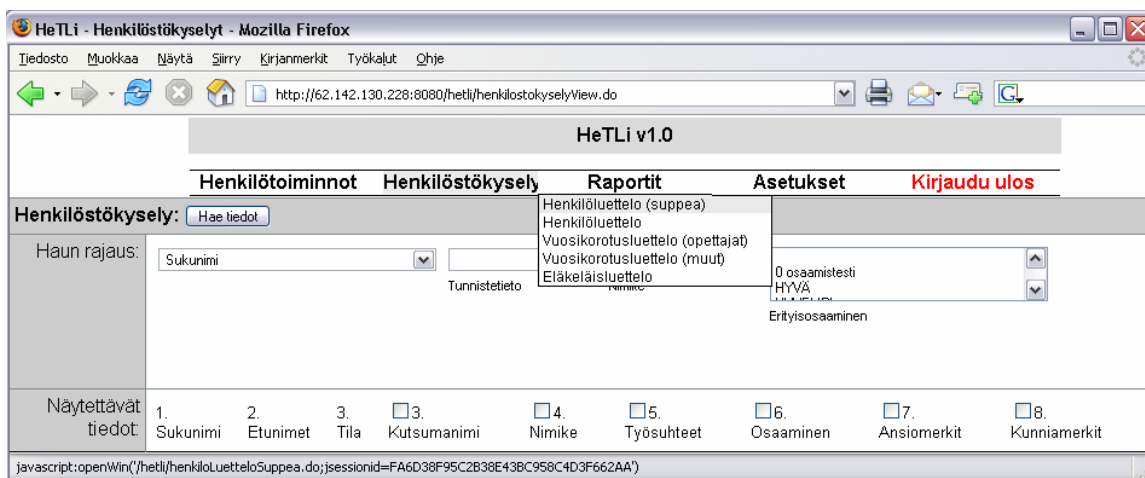 HeTLi - Henkilöstökyselyt - Mozilla Firefox
Tiedosto Muokkaa Näytä Siirry Kirjanmerkit Työkalut Ohje
http://62.142.130.228:8080/hetli/henkilostokyselyView.do
HeTLi v1.0
Henkilötoiminnot Henkilöstökysely Raportit Asetukset Kirjaudu ulos
Henkilöluettelo (suppea)
Henkilöluettelo
Vuosikorotusluettelo (opettajat)
Vuosikorotusluettelo (muut)
Eläkeläisluettelo
Henkilöstökysely: Hae tiedot
Haun rajaus: Sukunimi
Tunnistetieto Nimike
0 osaamistesti
HYVÄ
Erityisosaaminen
Näytettävät tiedot:
1. 2. 3. 3. 4. 5. 6. 7. 8.
Sukunimi Etunimet Tila Kutsumanimi Nimike Työsuhteet Osaaminen Ansiomerkit Kunniamerkit
javascript:openWin('/hetli/henkiloLuetteloSuppea.do;jsessionid=FA6D38F95C2B38E43BC958C4D3F662AA')